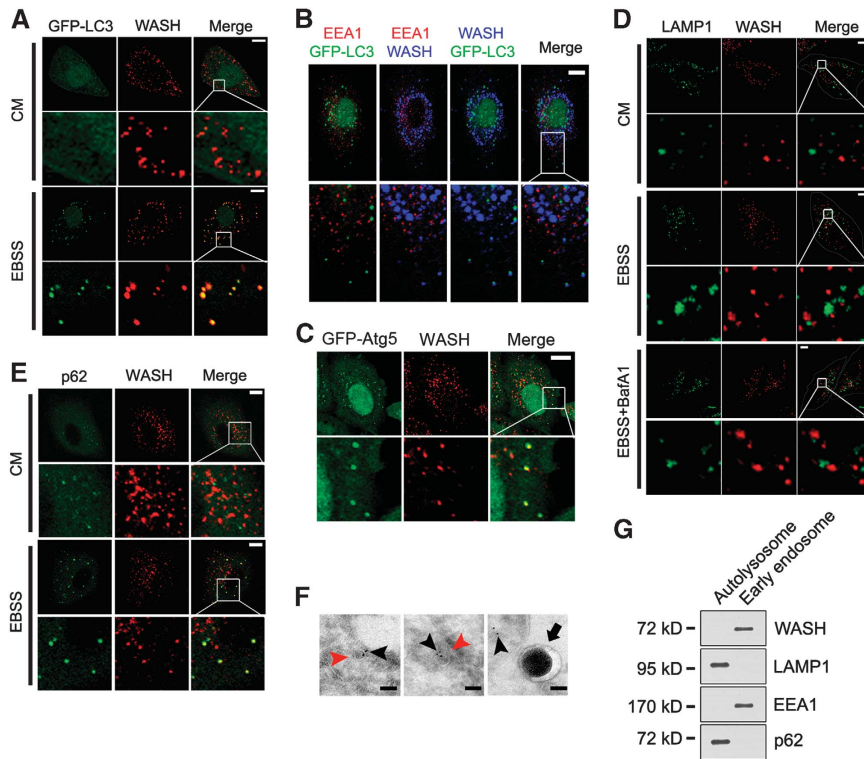 A
GFP-LC3 WASH Merge
CM
EBSS
B
EEA1 EEA1 WASH
GFP-LC3 WASH GFP-LC3 Merge
C
GFP-Atg5 WASH Merge
D
LAMP1 WASH Merge
CM
EBSS
EBSS+BafA1
E
p62 WASH Merge
CM
EBSS
F
G
Autolysosome
Early endosome
72 kD WASH
95 kD LAMP1
170 kD EEA1
72 kD p62